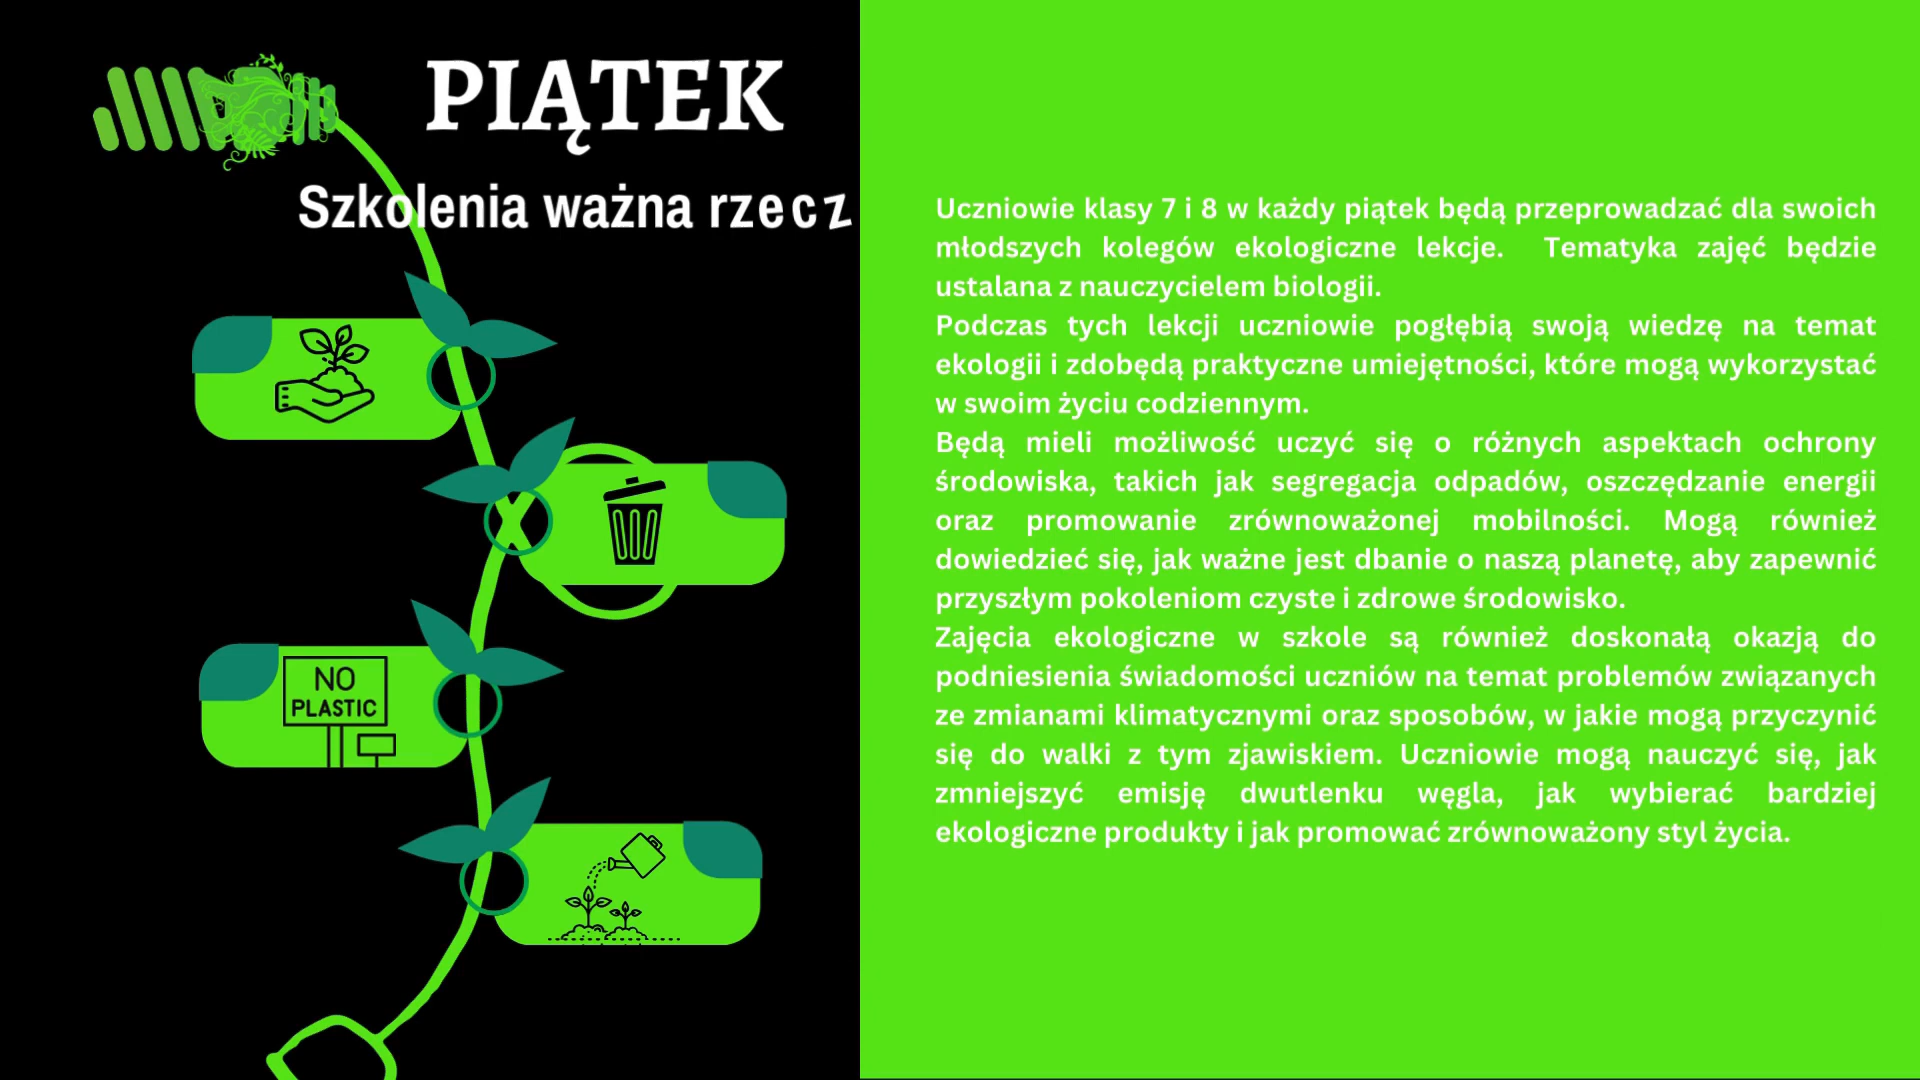 PIĄTEK
Szkolenia ważna rzecz
NO
PLASTIC
Uczniowie klasy 7 i 8 w każdy piątek będą przeprowadzać dla swoich
młodszych kolegów ekologiczne lekcje. Tematyka zajęć będzie
ustalana z nauczycielem biologii.
Podczas tych lekcji uczniowie pogłębią swoją wiedzę na temat
ekologii i zdobędą praktyczne umiejętności, które mogą wykorzystać
w swoim życiu codziennym.
Będą mieli możliwość uczyć się o różnych aspektach ochrony
środowiska, takich jak segregacja odpadów, oszczędzanie energii
oraz promowanie zrównoważonej mobilności. Mogą również
dowiedzieć się, jak ważne jest dbanie o naszą planetę, aby zapewnić
przyszłym pokoleniom czyste i zdrowe środowisko.
Zajęcia ekologiczne w szkole są również doskonałą okazją do
podniesienia świadomości uczniów na temat problemów związanych
ze zmianami klimatycznymi oraz sposobów, w jakie mogą przyczynić
się do walki z tym zjawiskiem. Uczniowie mogą nauczyć się, jak
zmniejszyć emisję dwutlenku węgla, jak wybierać bardziej
ekologiczne produkty i jak promować zrównoważony styl życia.